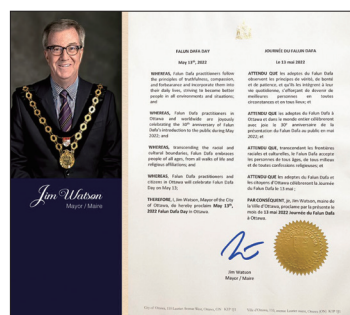 Jim Watson
Mayor / Maire
FALUN DAFA DAY
May 13th, 2022
WHEREAS, Falun Dafa practitioners follow
the principles of truthfulness, compassion,
and forbearance and incorporate them into
their daily lives, striving to become better
people in all environments and situations;
and
WHEREAS, Falun Dafa practitioners in
Ottawa and worldwide are joyously
celebrating the 30th anniversary of Falun
Dafa's introduction to the public during May
2022; and
WHEREAS, transcending the racial and
cultural boundaries, Falun Dafa embraces
people of all ages, from all walks of life and
religious affiliations; and
WHEREAS, Falun Dafa practitioners and
citizens in Ottawa will celebrate Falun Dafa
Day on May 13;
THEREFORE, I, Jim Watson, Mayor of the City
of Ottawa, do hereby proclaim May 13th,
2022 Falun Dafa Day in Ottawa.
JOURNÉE DU FALUN DAFA
Le 13 mai 2022
ATTENDU QUE les adeptes du Falun Dafa
observent les principes de vérité, de bonté
et de patience, et qu'ils les intègrent à leur
vie quotidienne, s'efforçant de devenir de
meilleures personnes en toutes
circonstances et en tous lieux; et
ATTENDU QUE les adeptes du Falun Dafa à
Ottawa et dans le monde entier célèbreront
avec joie le 30e anniversaire de la
présentation du Falun Dafa au public en mai
2022; et
ATTENDU QUE, transcendant les frontières
raciales et culturelles, le Falun Dafa accepte
les personnes de tous âges, de tous milieux
et de toutes confessions religieuses; et
ATTENDU QUE les adeptes du Falun Dafa et
les citoyens d'Ottawa célèbreront la Journée
du Falun Dafa le 13 mai;
PAR CONSÉQUENT, je, Jim Watson, maire de
la Ville d'Ottawa, proclame par la présente le
13 mai 2022 Journée du Falun Dafa
à Ottawa.
Jim Watson
Mayor / Maire